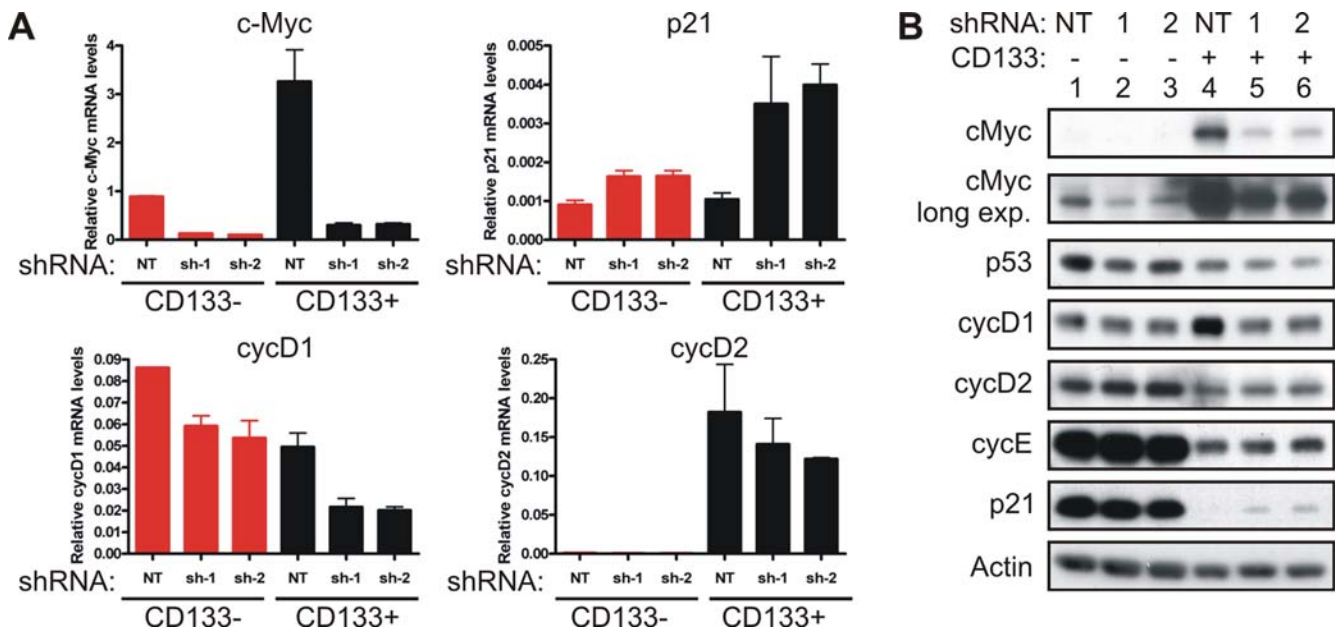 A
c-Myc
Relative c-Myc mRNA levels
4
3
2
1
0
shRNA: NT sh-1 sh-2 NT sh-1 sh-2
CD133- CD133+
p21
Relative p21 mRNA levels
0.005
0.004
0.003
0.002
0.001
0.000
shRNA: NT sh-1 sh-2 NT sh-1 sh-2
CD133- CD133+
cycD1
Relative cycD1 mRNA levels
0.09
0.08
0.07
0.06
0.05
0.04
0.03
0.02
0.01
0.00
shRNA: NT sh-1 sh-2 NT sh-1 sh-2
CD133- CD133+
cycD2
Relative cycD2 mRNA levels
0.25
0.20
0.15
0.10
0.05
0.00
shRNA: NT sh-1 sh-2 NT sh-1 sh-2
CD133- CD133+
B
shRNA: NT 1 2 NT 1 2
CD133: - - - + + +
1 2 3 4 5 6
cMyc
cMyc
long exp.
p53
cycD1
cycD2
cycE
p21
Actin